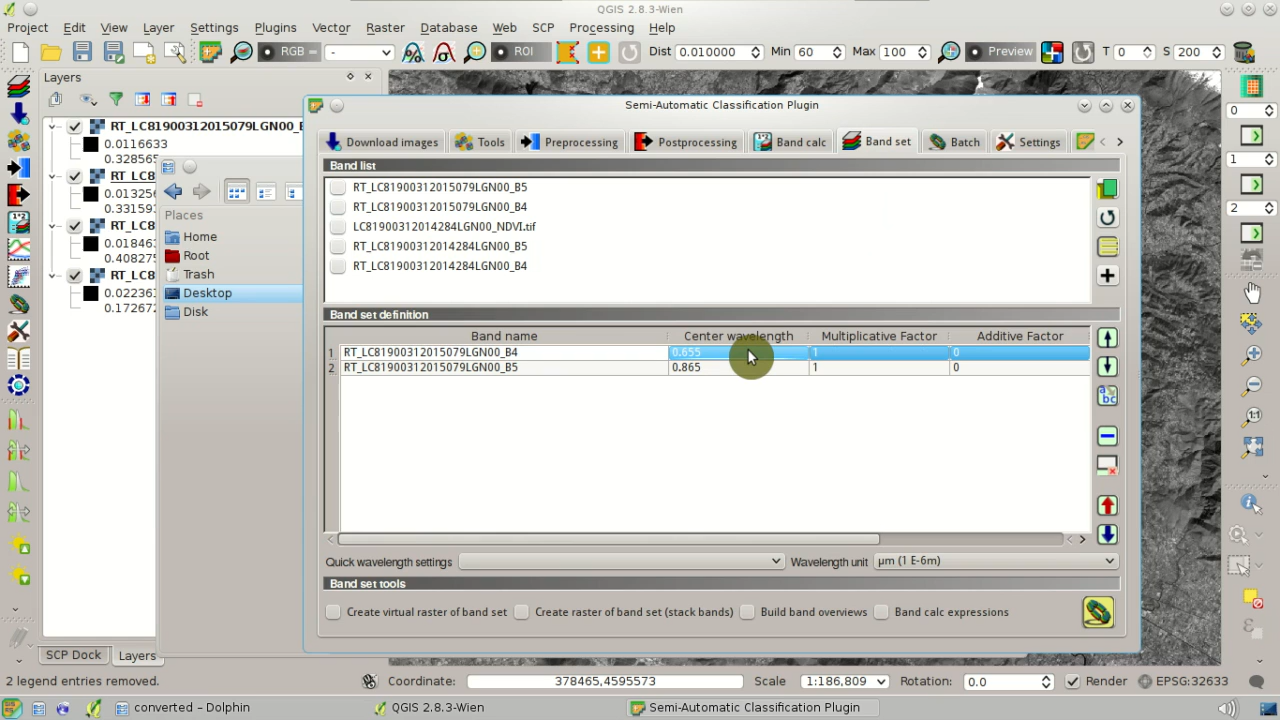 QGIS 2.8.3-Wien
Project Edit View Layer Settings Plugins Vector Raster Database Web SCP Processing Help
RGB = - ROI Dist 0.010000 Min 60 Max 100 Preview T 0 S 200
Layers
Semi-Automatic Classification Plugin
RT_LC81900312015079LGN00_B
0.0116633
0.328565
RT_LC8
0.01325
0.33159
RT_LC8
0.01846
0.408275
RT_LC8
0.02236
0.172672
Places
Home
Root
Trash
Desktop
Disk
Download images Tools Preprocessing Postprocessing Band calc Band set Batch Settings
Band list
RT_LC81900312015079LGN00_B5
RT_LC81900312015079LGN00_B4
LC81900312014284LGN00_NDVI.tif
RT_LC81900312014284LGN00_B5
RT_LC81900312014284LGN00_B4
Band set definition
Band name Center wavelength Multiplicative Factor Additive Factor
1 RT_LC81900312015079LGN00_B4 0.655 1 0
2 RT_LC81900312015079LGN00_B5 0.865 1 0
Quick wavelength settings Wavelength unit µm (1 E-6m)
Band set tools
Create virtual raster of band set Create raster of band set (stack bands) Build band overviews Band calc expressions
0
1
2
SCP Dock Layers
2 legend entries removed. Coordinate: 378465,4595573 Scale 1:186,809 Rotation: 0.0 Render EPSG:32633
converted – Dolphin QGIS 2.8.3-Wien Semi-Automatic Classification Plugin